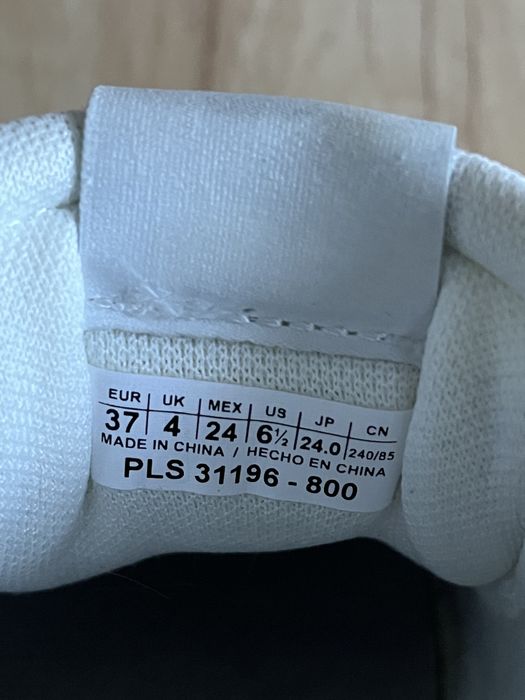 EUR | UK | MEX | US | JP | CN
37 | 4 | 24 | 6½ | 24.0 | 240/85
MADE IN CHINA / HECHO EN CHINA
PLS 31196 - 800